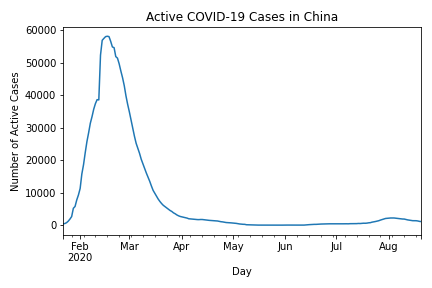 Active COVID-19 Cases in China
60000
50000
40000
30000
20000
10000
0
Number of Active Cases
Feb
2020
Mar
Apr
May
Jun
Jul
Aug
Day